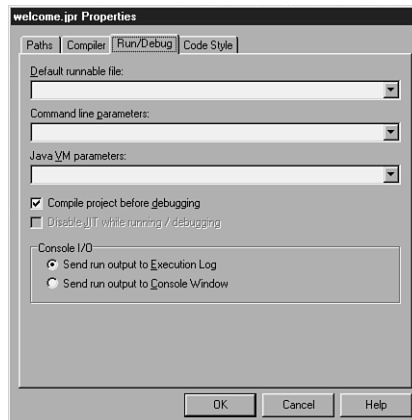 welcome.jpr Properties
Paths Compiler Run/Debug Code Style
Default runnable file:
Command line parameters:
Java VM parameters:
Compile project before debugging
Disable JIT while running / debugging
Console I/O
Send run output to Execution Log
Send run output to Console Window
OK Cancel Help